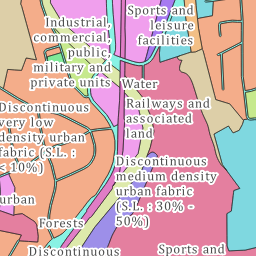 Industrial,
commercial,
public,
military and
private units
Sports and
leisure
facilities
Water
Railways and
associated
land
Discontinuous
very low
density urban
fabric (S.L. :
< 10%)
Discontinuous
medium density
urban fabric
(S.L. : 30% -
50%)
urban
Forests
Discontinuous
Sports and